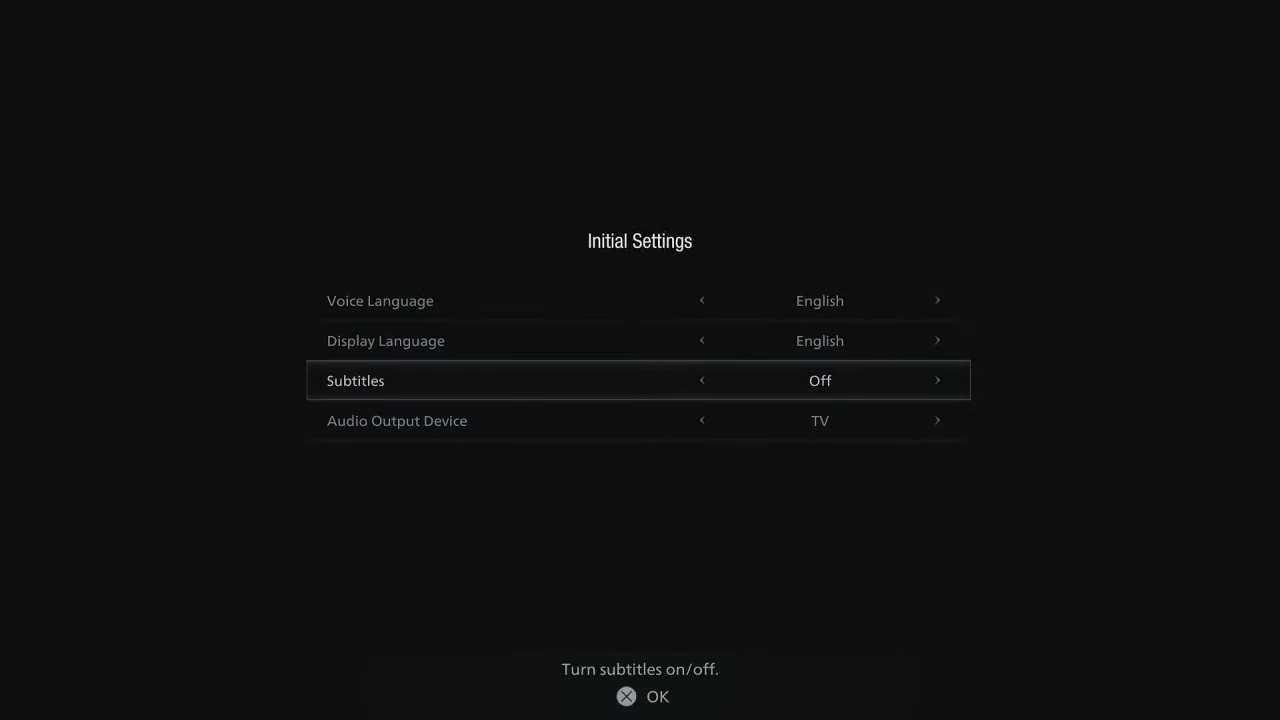 Initial Settings
Voice Language ‹ English ›
Display Language ‹ English ›
Subtitles ‹ Off ›
Audio Output Device ‹ TV ›
Turn subtitles on/off.
OK